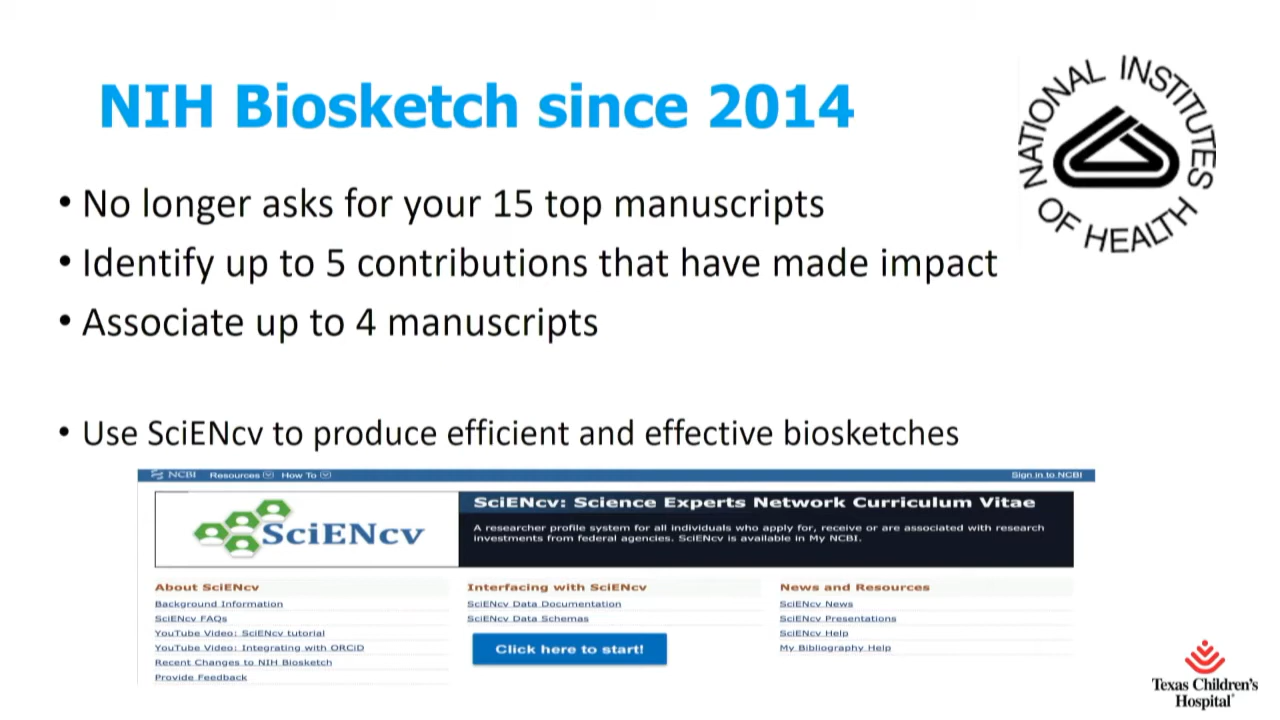 NIH Biosketch since 2014
NATIONAL INSTITUTES
OF HEALTH
• No longer asks for your 15 top manuscripts
• Identify up to 5 contributions that have made impact
• Associate up to 4 manuscripts
• Use SciENcv to produce efficient and effective biosketches
NCBI Resources How To Sign in to NCBI
SciENcv
SciENcv: Science Experts Network Curriculum Vitae
A researcher profile system for all individuals who apply for, receive or are associated with research
investments from federal agencies. SciENcv is available in My NCBI.
About SciENcv
Background Information
SciENcv FAQs
YouTube Video: SciENcv tutorial
YouTube Video: Integrating with ORCID
Recent Changes to NIH Biosketch
Provide Feedback
Interfacing with SciENcv
SciENcv Data Documentation
SciENcv Data Schemas
Click here to start!
News and Resources
SciENcv News
SciENcv Presentations
SciENcv Help
My Bibliography Help
Texas Children's
Hospital®